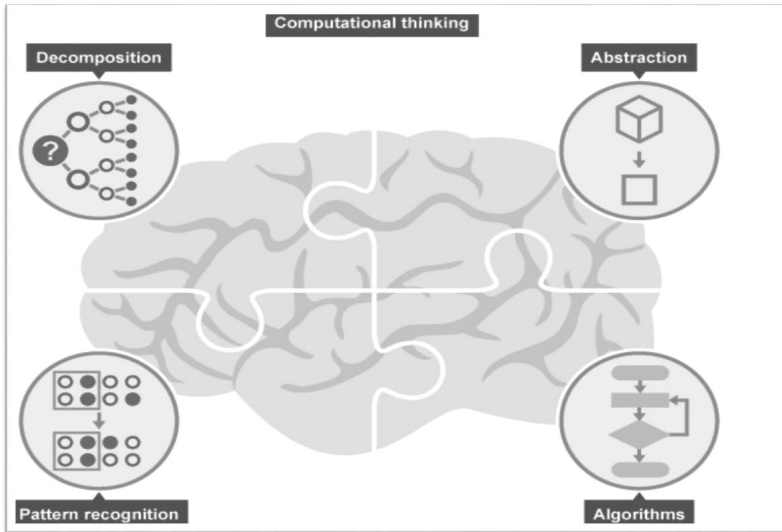 Computational thinking
Decomposition
Abstraction
?
Pattern recognition
Algorithms